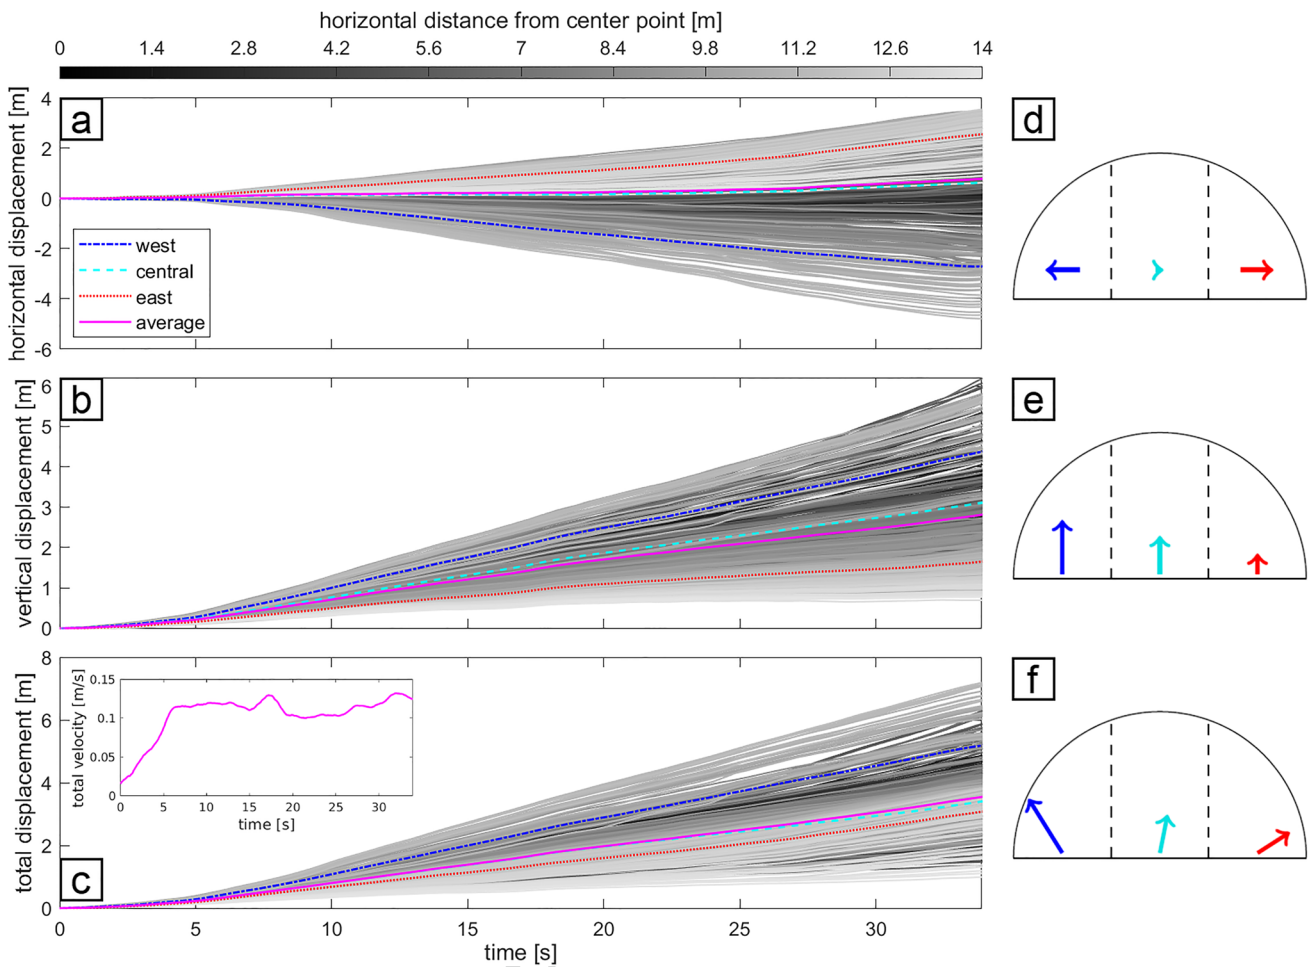 horizontal distance from center point [m]
0 1.4 2.8 4.2 5.6 7 8.4 9.8 11.2 12.6 14
a
horizontal displacement [m]
4
2
0
-2
-4
-6
west
central
east
average
d
b
vertical displacement [m]
6
5
4
3
2
1
0
e
c
total displacement [m]
8
6
4
2
0
total velocity [m/s]
0.15
0.1
0.05
0
0 5 10 15 20 25 30
time [s]
0 5 10 15 20 25 30
time [s]
f